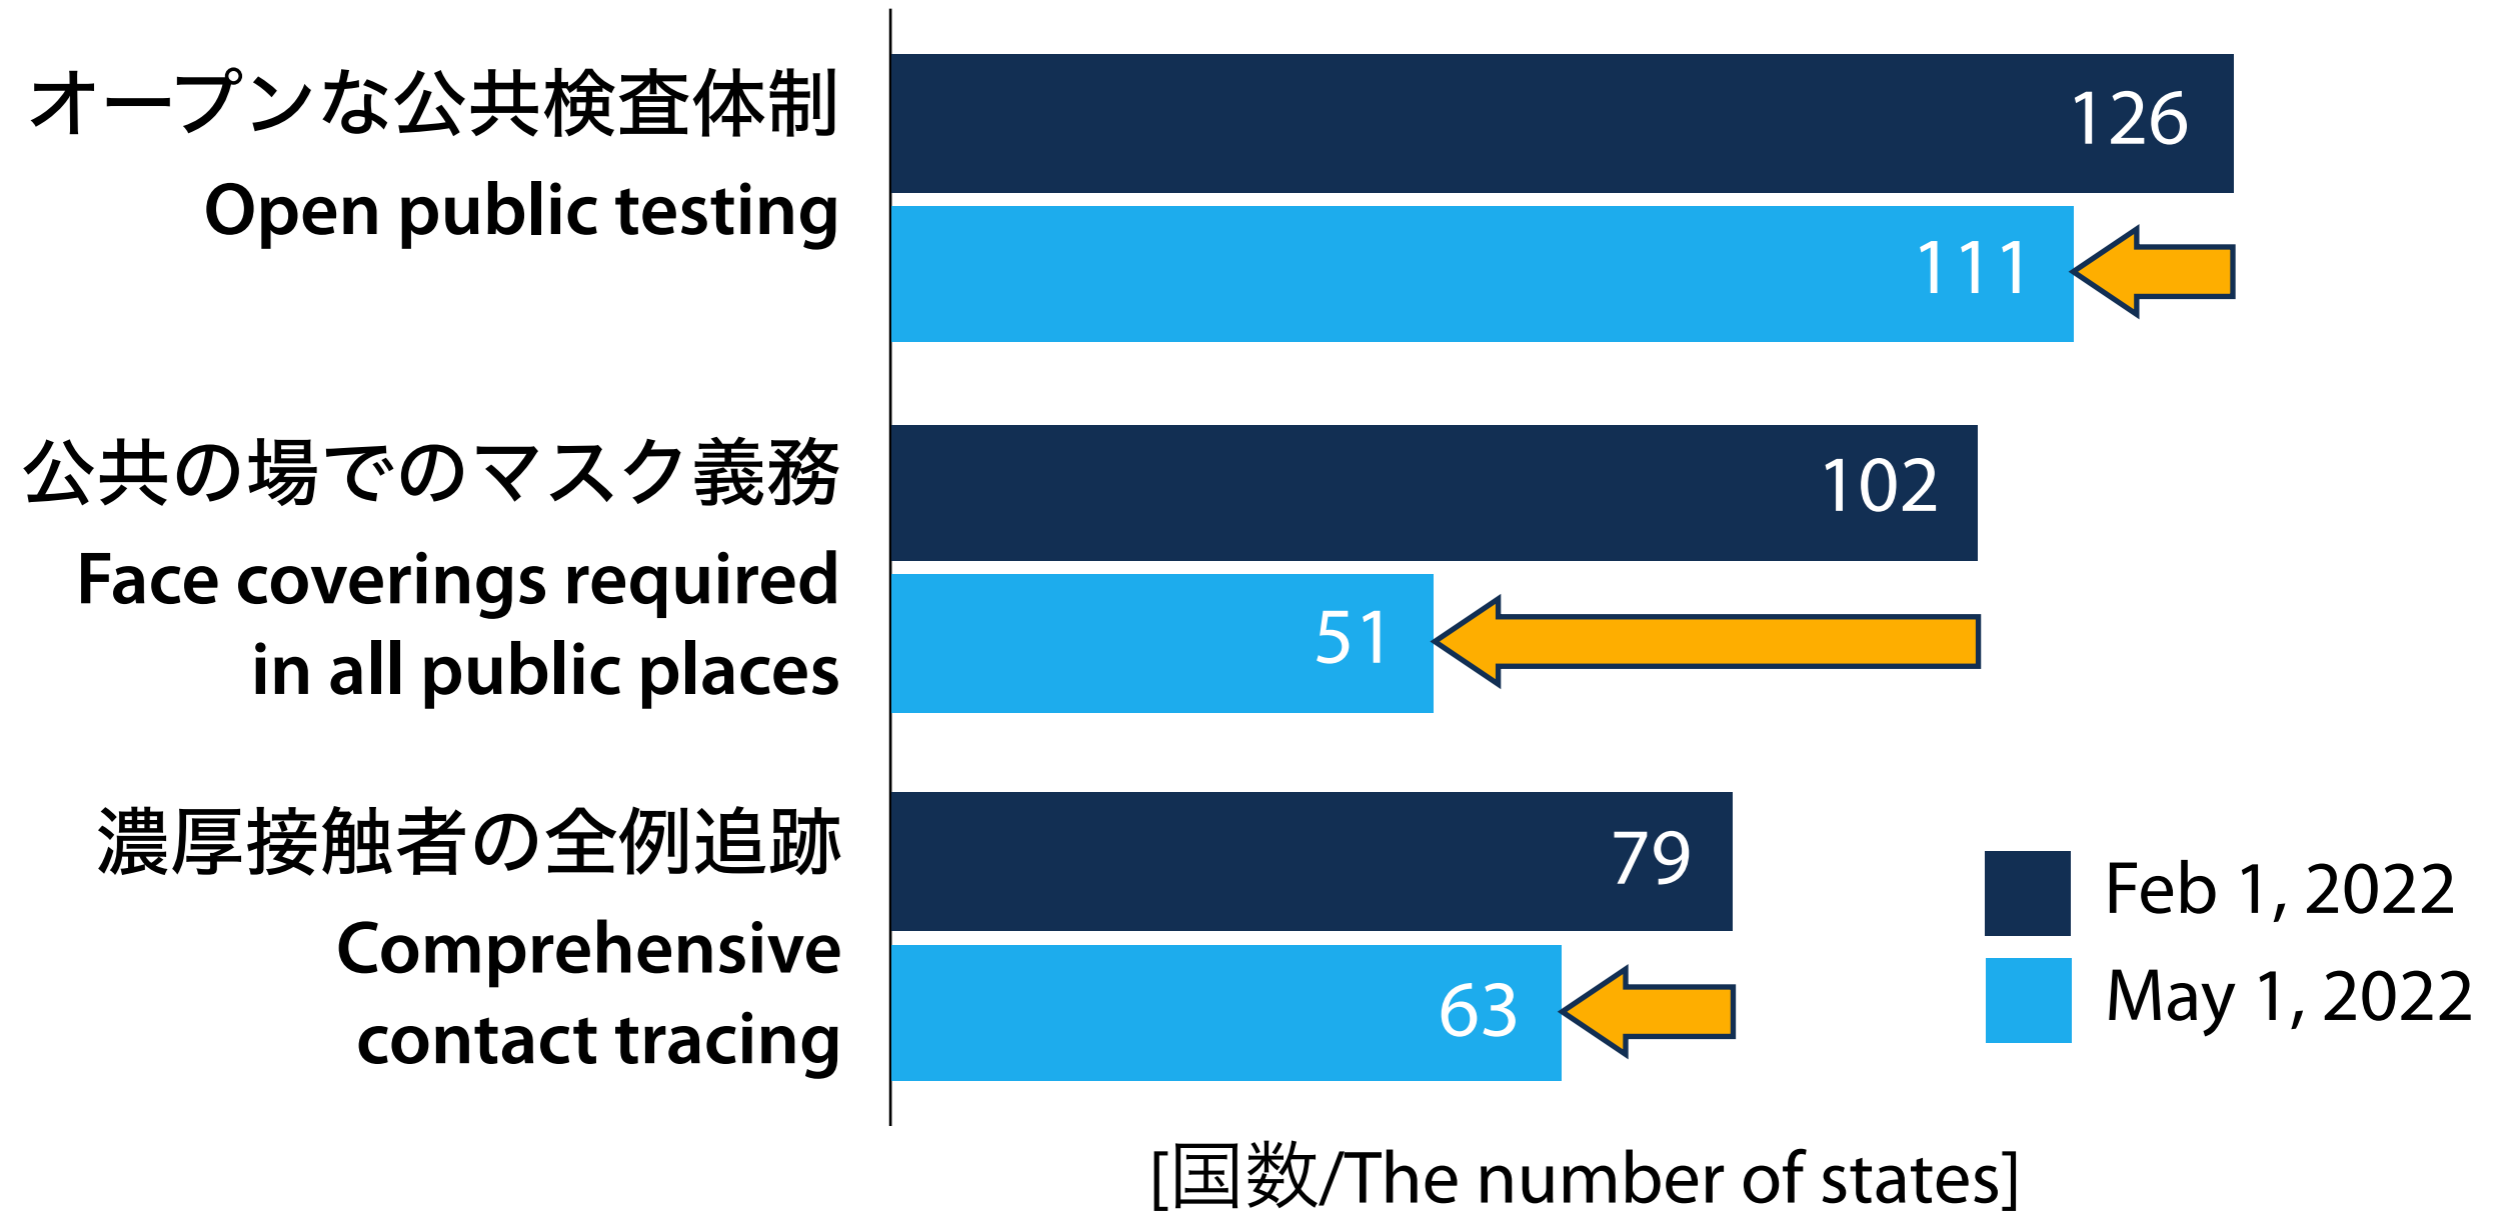 オープンな公共検査体制
Open public testing
126
111
公共の場でのマスク義務
Face coverings required
in all public places
102
51
濃厚接触者の全例追跡
Comprehensive
contact tracing
79
63
Feb 1, 2022
May 1, 2022
[国数/The number of states]